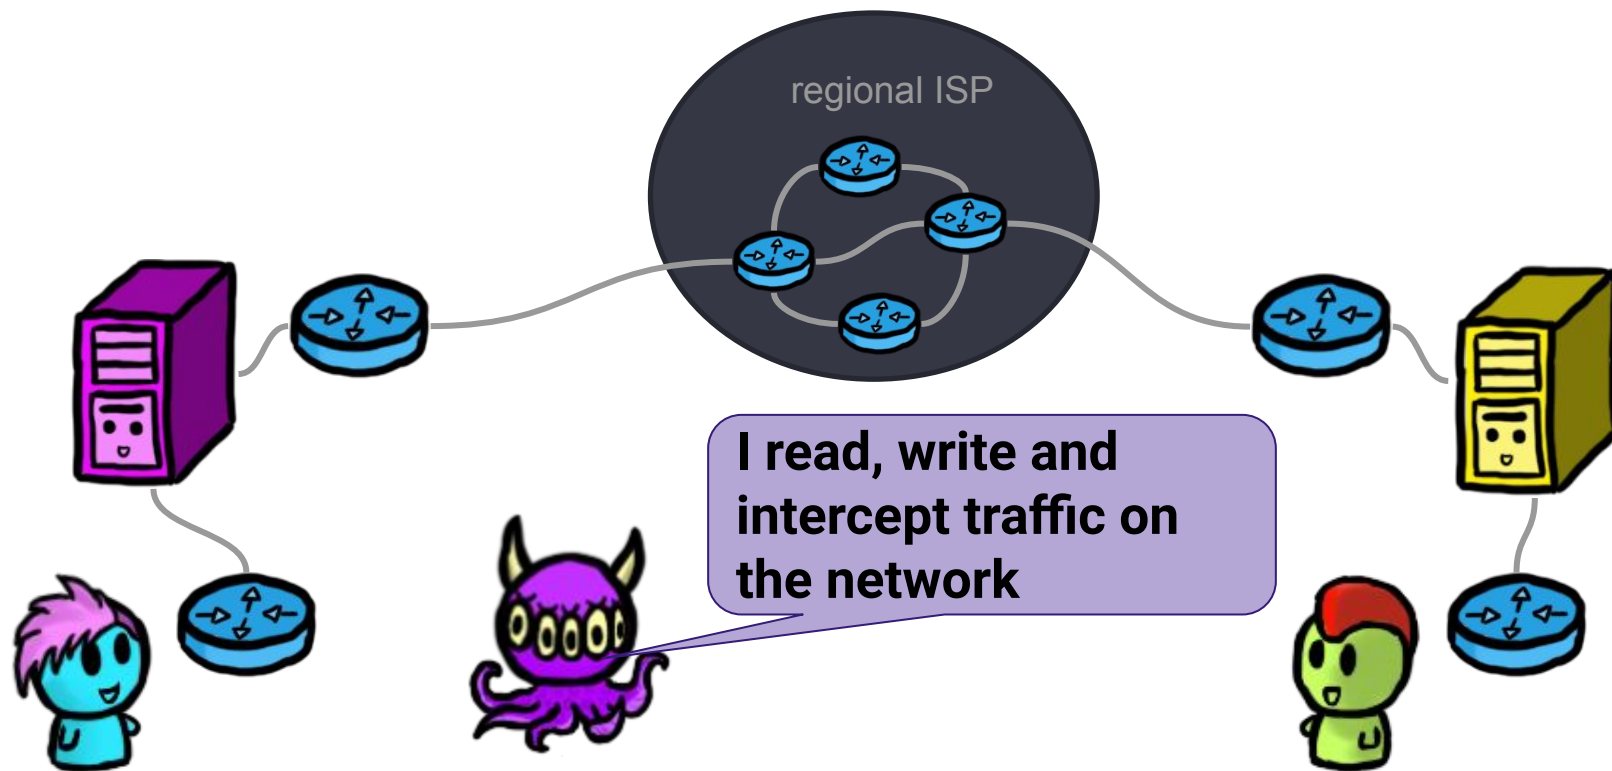 regional ISP
I read, write and
intercept traffic on
the network